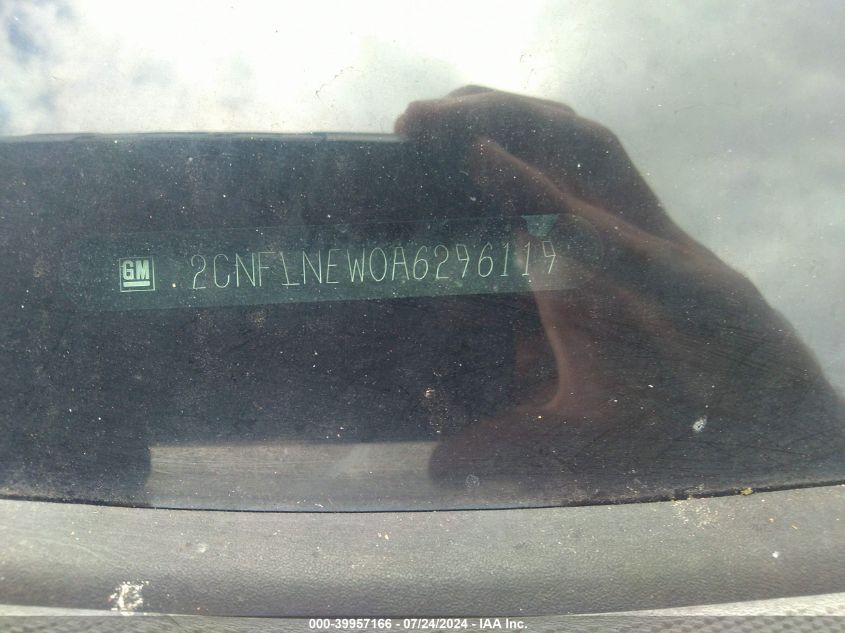 GM 2CNFLNEW0A6296119
000-39957166 - 07/24/2024 - IAA Inc.